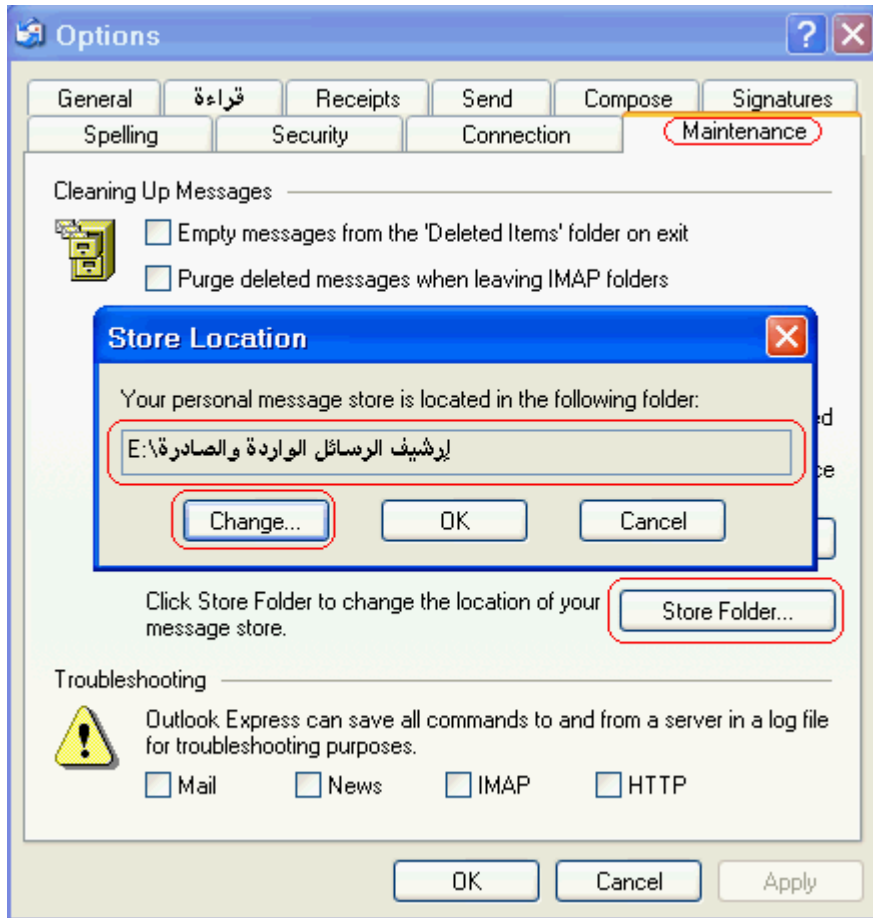 Options
General قراءة Receipts Send Compose Signatures
Spelling Security Connection Maintenance
Cleaning Up Messages
Empty messages from the 'Deleted Items' folder on exit
Purge deleted messages when leaving IMAP folders
Store Location
Your personal message store is located in the following folder:
E:\إرشيف الرسائل الواردة والصادرة
Change... OK Cancel
Click Store Folder to change the location of your
message store.
Store Folder...
Troubleshooting
Outlook Express can save all commands to and from a server in a log file
for troubleshooting purposes.
Mail News IMAP HTTP
OK Cancel Apply